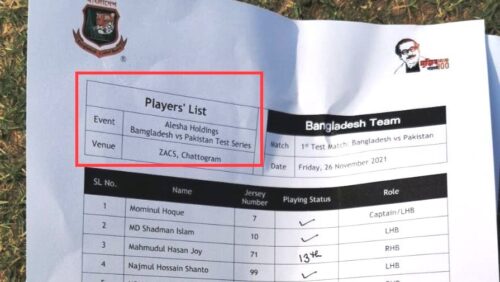 Players' List
Event Alesha Holdings
Bamgladesh vs Pakistan Test Series
Venue ZACS, Chattogram
Bangladesh Team
Match 1st Test Match: Bangladesh vs Pakistan
Date Friday, 26 November 2021
SL No. Name Jersey Number Playing Status Role
1 Mominul Hoque 7 ✓ Captain/LHB
2 MD Shadman Islam 10 ✓ LHB
3 Mahmudul Hasan Joy 71 13th RHB
4 Najmul Hossain Shanto 99 ✓ LHB
LHB